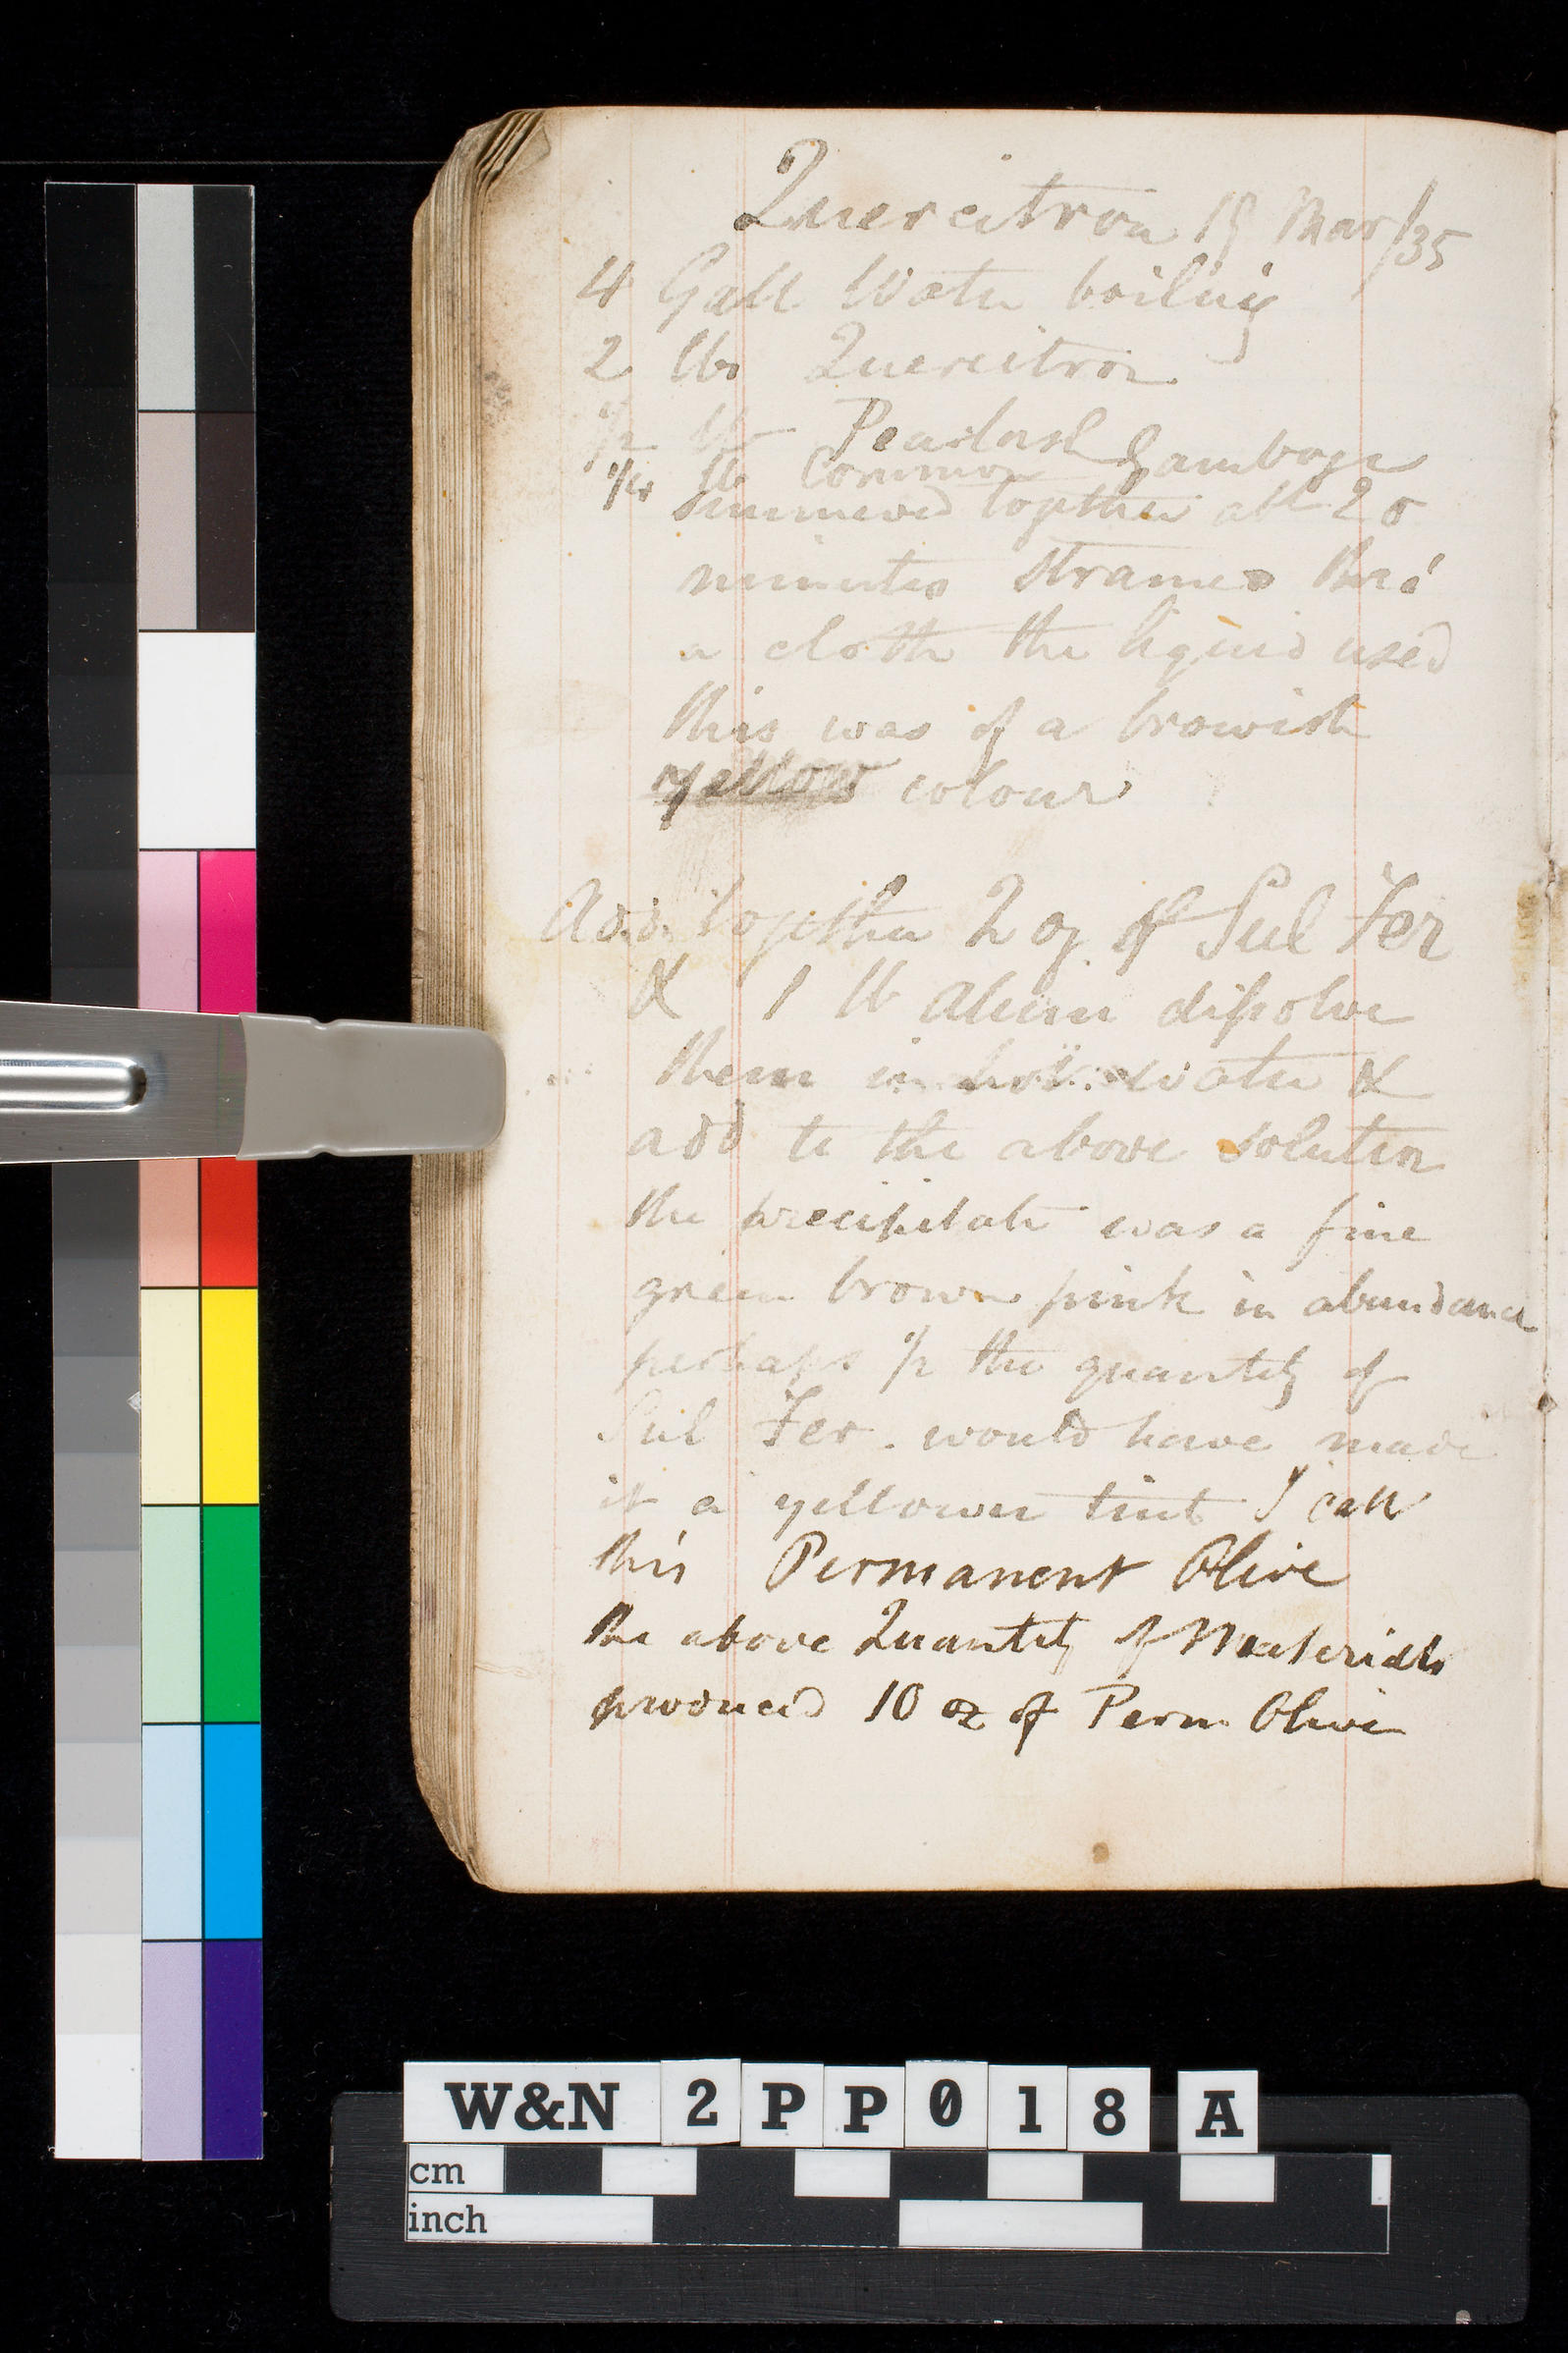 Quercitron 19 Mar/35
4 Gall Water boiling
2 lbs Quercitron
1/2 lb Pearlash
1/4 lb Common Gamboge
Simmered together abt 20
minutes strained thro'
a cloth the liquid used
this was of a browish
yellow colour
Add together 2 oz of Sul Fer
& 1 lb Alum dissolve
them in hot water &
add to the above solution
the precipitate was a fine
green brown pink in abundance
perhaps 1/2 the quantity of
Sul Fer. would have made
it a yellower tint I call
this Permanent Olive
the above Quantity of Materials
produced 10 oz of Perm Olive
W&N 2PP018 A
cm
inch